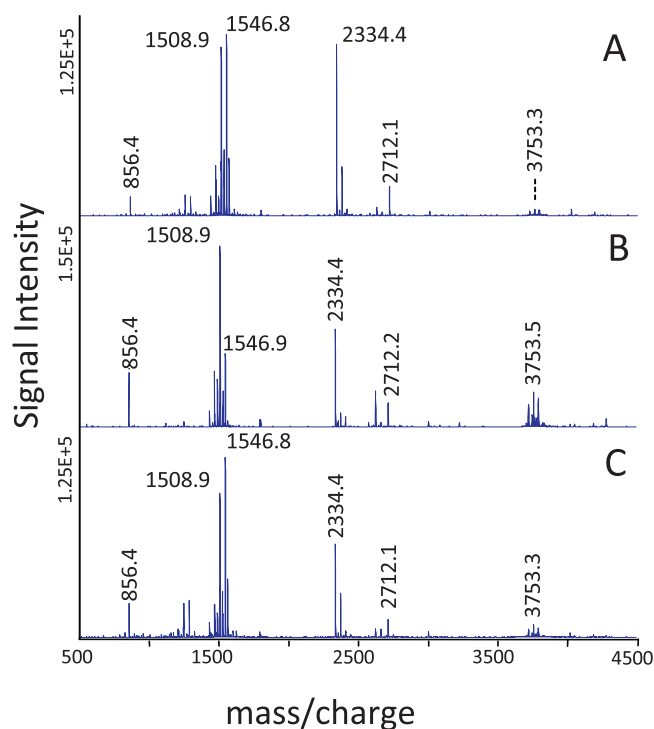 1546.8
1508.9
2334.4
A
1.25E+5
856.4
2712.1
3753.3
1508.9
B
1.5E+5
2334.4
856.4
1546.9
2712.2
3753.5
1546.8
1.25E+5
1508.9
C
2334.4
856.4
2712.1
3753.3
Signal Intensity
500 1500 2500 3500 4500
mass/charge